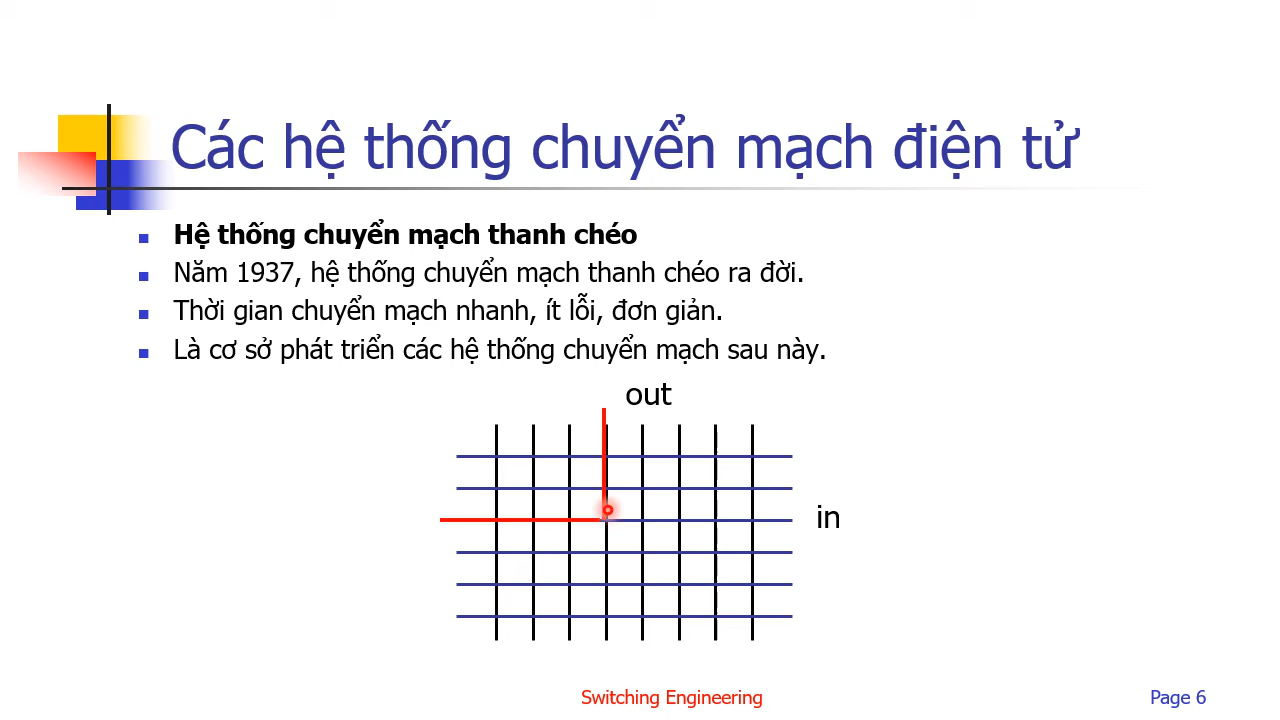 Các hệ thống chuyển mạch điện tử
Hệ thống chuyển mạch thanh chéo
Năm 1937, hệ thống chuyển mạch thanh chéo ra đời.
Thời gian chuyển mạch nhanh, ít lỗi, đơn giản.
Là cơ sở phát triển các hệ thống chuyển mạch sau này.
out
in
Switching Engineering
Page 6